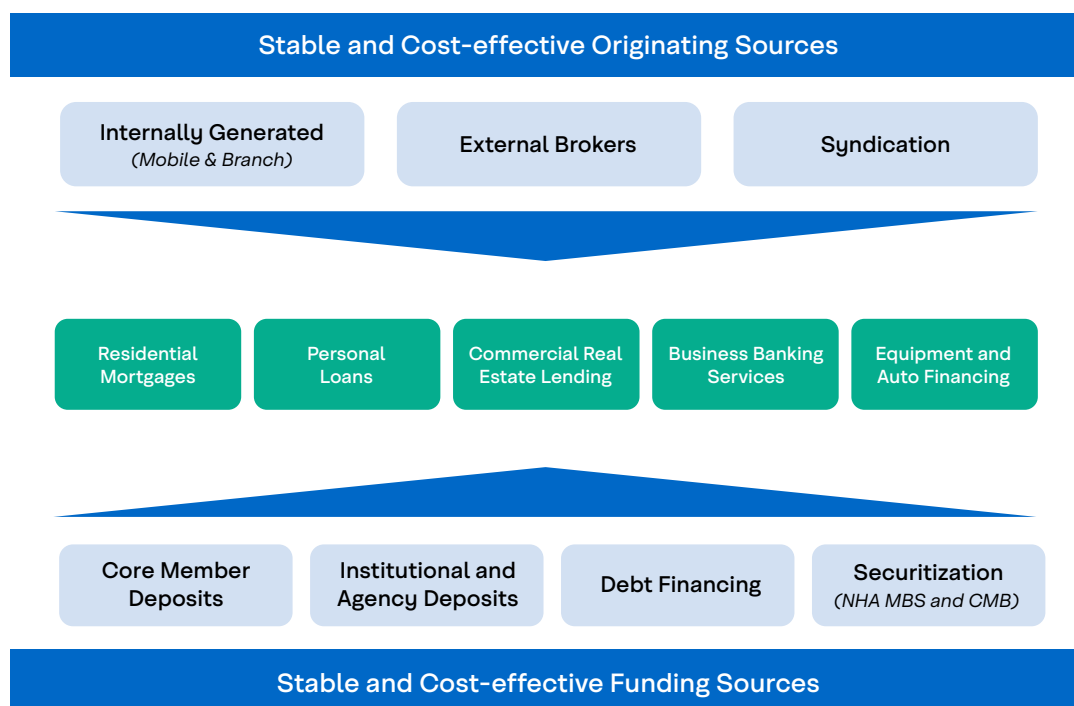 Stable and Cost-effective Originating Sources
Internally Generated
(Mobile & Branch)
External Brokers
Syndication
Residential
Mortgages
Personal
Loans
Commercial Real
Estate Lending
Business Banking
Services
Equipment and
Auto Financing
Core Member
Deposits
Institutional and
Agency Deposits
Debt Financing
Securitization
(NHA MBS and CMB)
Stable and Cost-effective Funding Sources